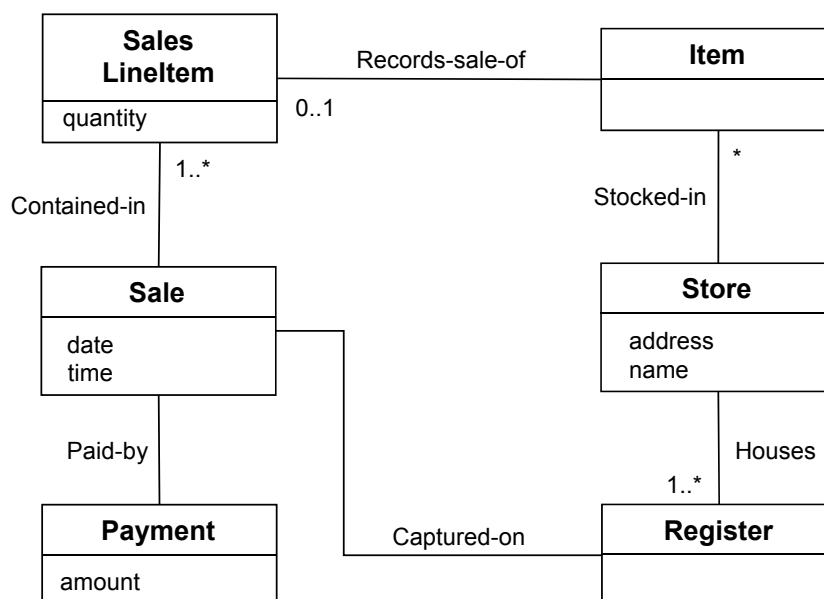 Sales
LineItem
quantity
Records-sale-of
0..1
Item
1..*
*
Contained-in
Stocked-in
Sale
date
time
Store
address
name
Paid-by
Houses
1..*
Payment
amount
Captured-on
Register